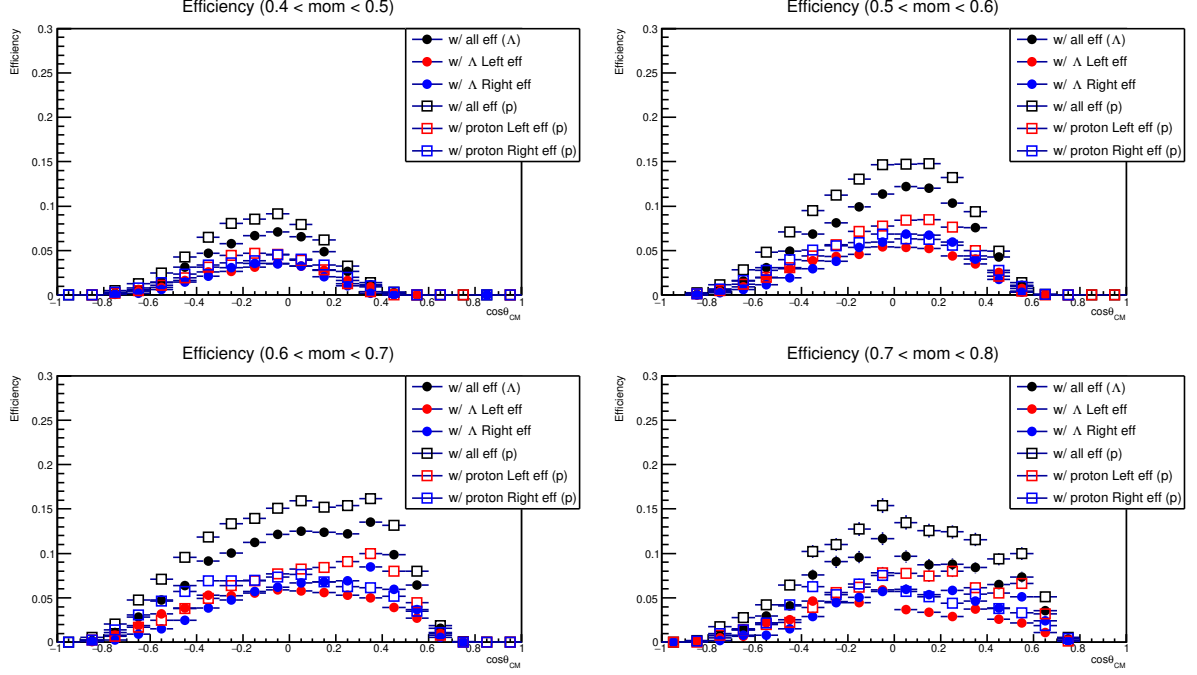 Efficiency (0.4 < mom < 0.5)
Efficiency
0.3
0.25
0.2
0.15
0.1
0.05
0
−1 −0.8 −0.6 −0.4 −0.2 0 0.2 0.4 0.6 0.8 1
cosθCM
w/ all eff (Λ)
w/ Λ Left eff
w/ Λ Right eff
w/ all eff (p)
w/ proton Left eff (p)
w/ proton Right eff (p)
Efficiency (0.5 < mom < 0.6)
Efficiency
0.3
0.25
0.2
0.15
0.1
0.05
0
−1 −0.8 −0.6 −0.4 −0.2 0 0.2 0.4 0.6 0.8 1
cosθCM
w/ all eff (Λ)
w/ Λ Left eff
w/ Λ Right eff
w/ all eff (p)
w/ proton Left eff (p)
w/ proton Right eff (p)
Efficiency (0.6 < mom < 0.7)
Efficiency
0.3
0.25
0.2
0.15
0.1
0.05
0
−1 −0.8 −0.6 −0.4 −0.2 0 0.2 0.4 0.6 0.8 1
cosθCM
w/ all eff (Λ)
w/ Λ Left eff
w/ Λ Right eff
w/ all eff (p)
w/ proton Left eff (p)
w/ proton Right eff (p)
Efficiency (0.7 < mom < 0.8)
Efficiency
0.3
0.25
0.2
0.15
0.1
0.05
0
−1 −0.8 −0.6 −0.4 −0.2 0 0.2 0.4 0.6 0.8 1
cosθCM
w/ all eff (Λ)
w/ Λ Left eff
w/ Λ Right eff
w/ all eff (p)
w/ proton Left eff (p)
w/ proton Right eff (p)